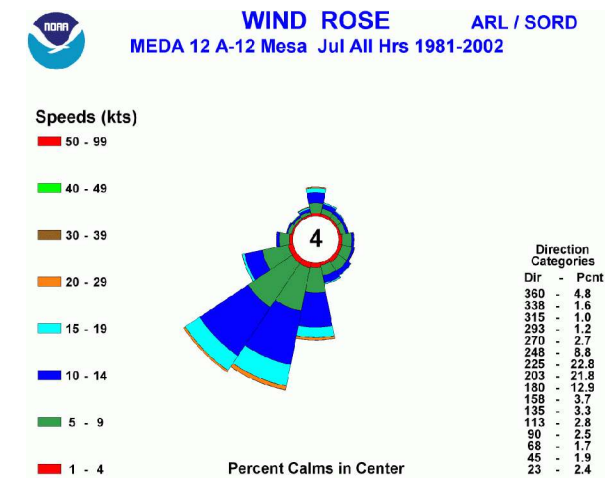 NOAA
WIND ROSE
ARL / SORD
MEDA 12 A-12 Mesa Jul All Hrs 1981-2002
Speeds (kts)
50 - 99
40 - 49
30 - 39
20 - 29
15 - 19
10 - 14
5 - 9
1 - 4
4
Direction
Categories
Dir - Pcnt
360 - 4.8
338 - 1.6
315 - 1.0
293 - 1.2
270 - 2.7
248 - 8.8
225 - 22.8
203 - 21.8
180 - 12.9
158 - 3.7
135 - 3.3
113 - 2.8
90 - 2.5
68 - 1.7
45 - 1.9
23 - 2.4
Percent Calms in Center